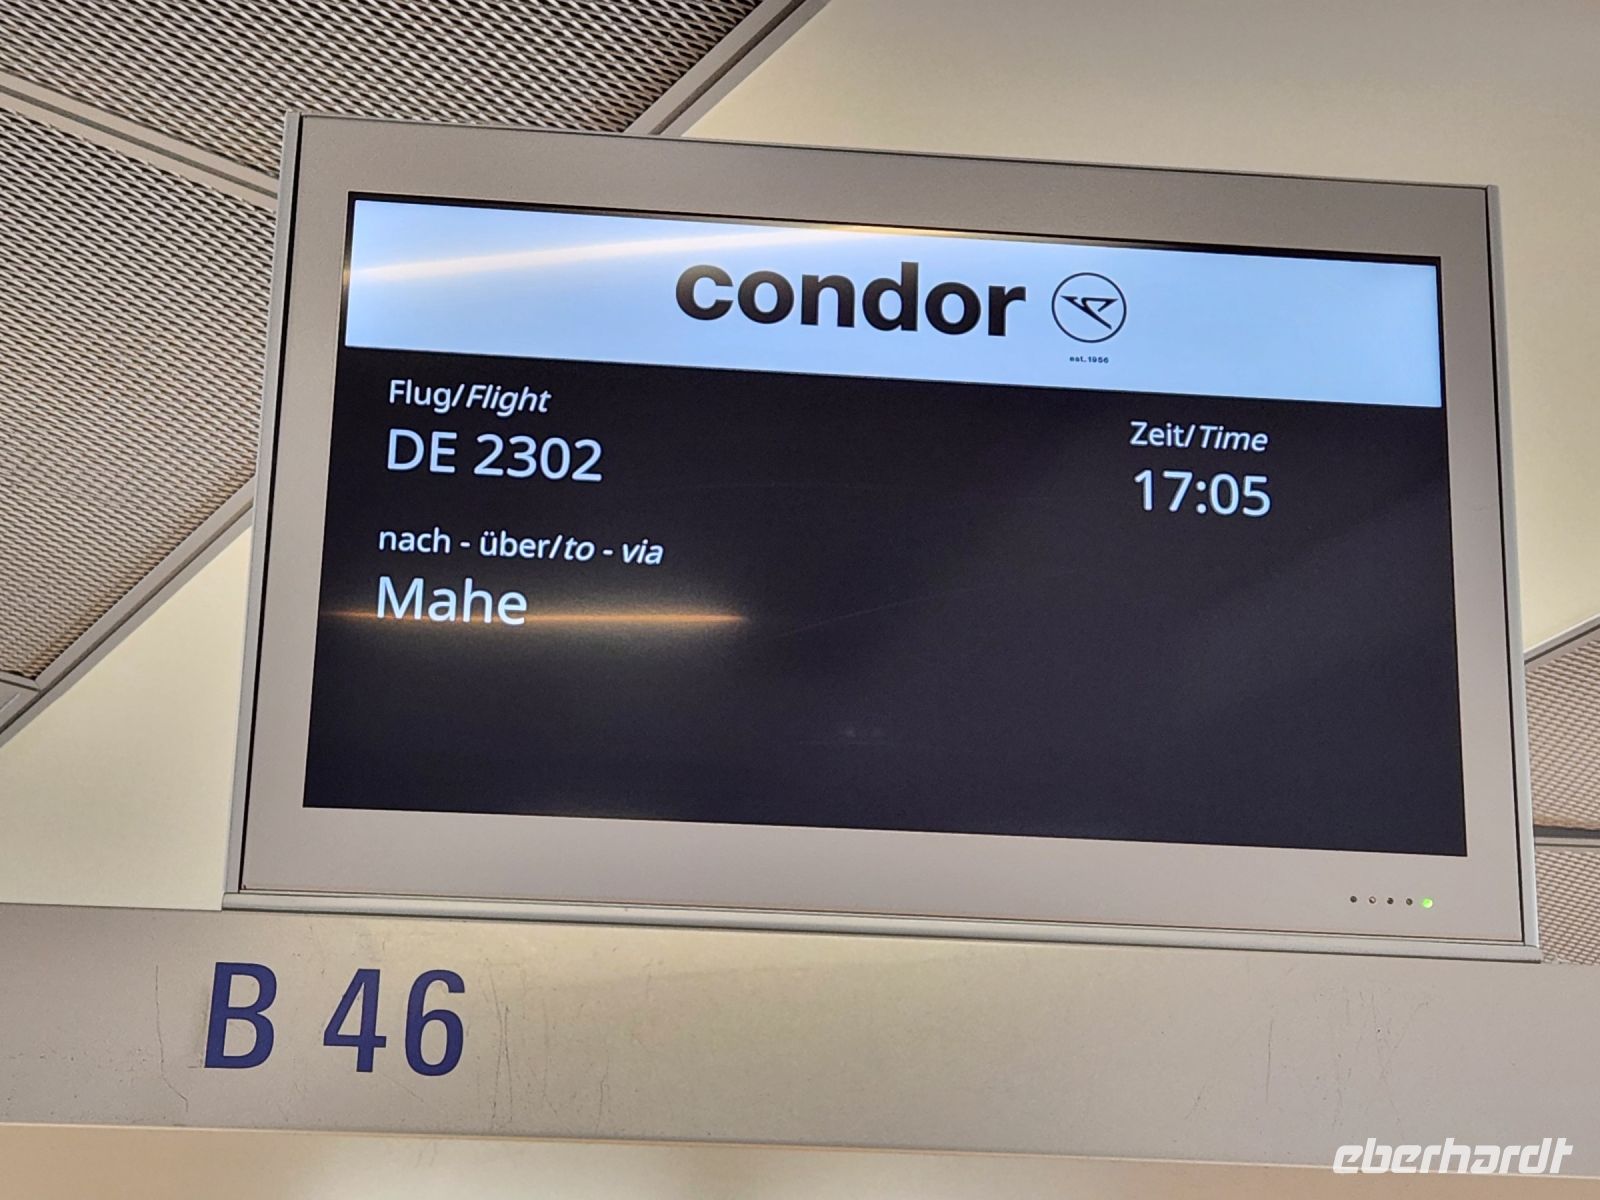 condor
est. 1956
Flug/Flight
DE 2302
Zeit/Time
17:05
nach - über/to - via
Mahe
B 46
eberhardt